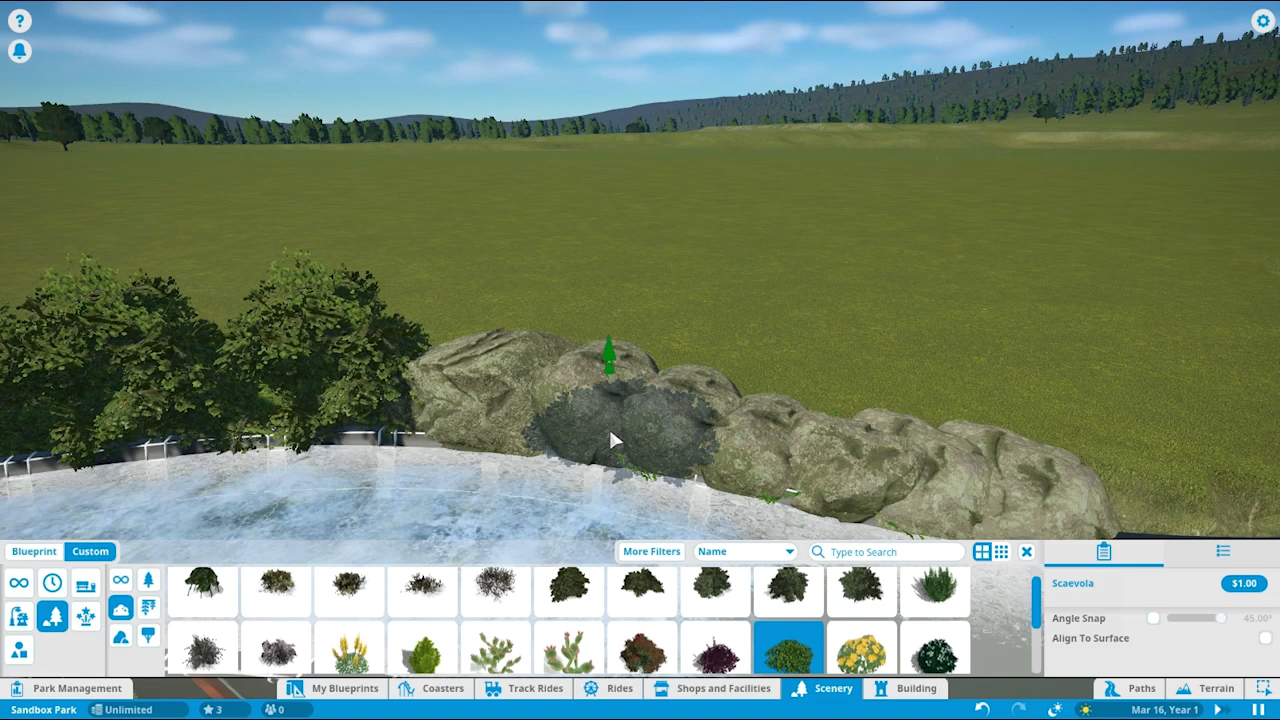 ?
Blueprint Custom More Filters Name Type to Search
Scaevola $1.00
Angle Snap 45.00°
Align To Surface
Park Management My Blueprints Coasters Track Rides Rides Shops and Facilities Scenery Building Paths Terrain
Sandbox Park Unlimited 3 0 Mar 16, Year 1